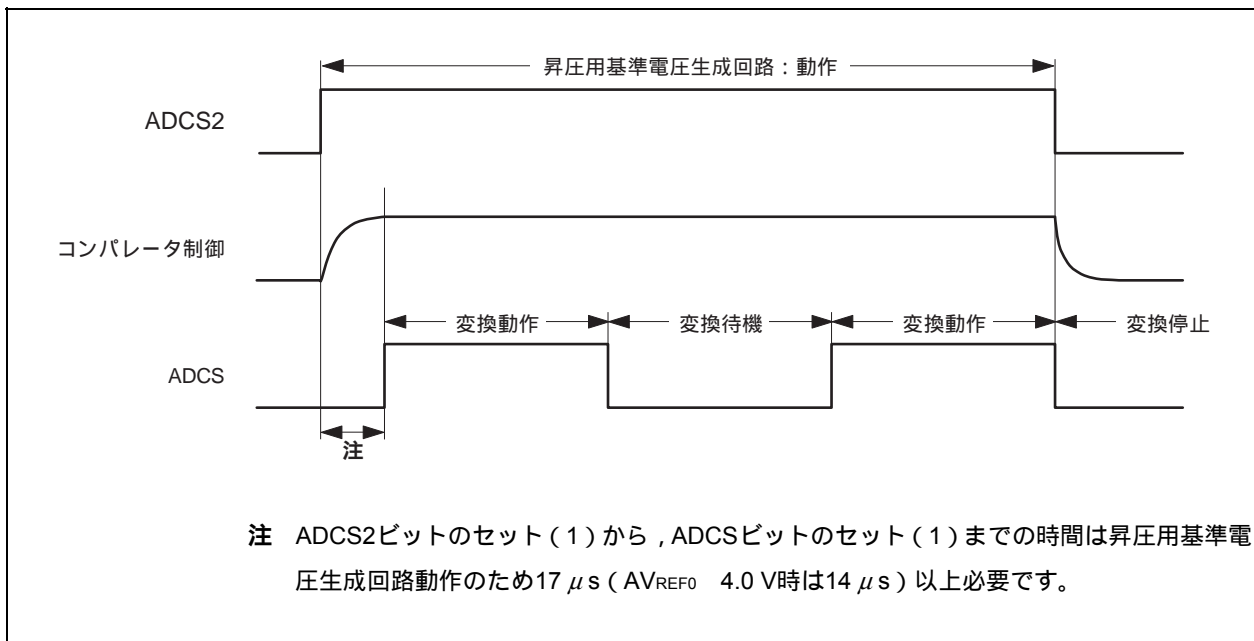 昇圧用基準電圧生成回路：動作
ADCS2
コンパレータ制御
変換動作
変換待機
変換動作
変換停止
ADCS
注
注 ADCS2ビットのセット（1）から，ADCSビットのセット（1）までの時間は昇圧用基準電
圧生成回路動作のため17 μs（AVREF0 4.0 V時は14 μs）以上必要です。